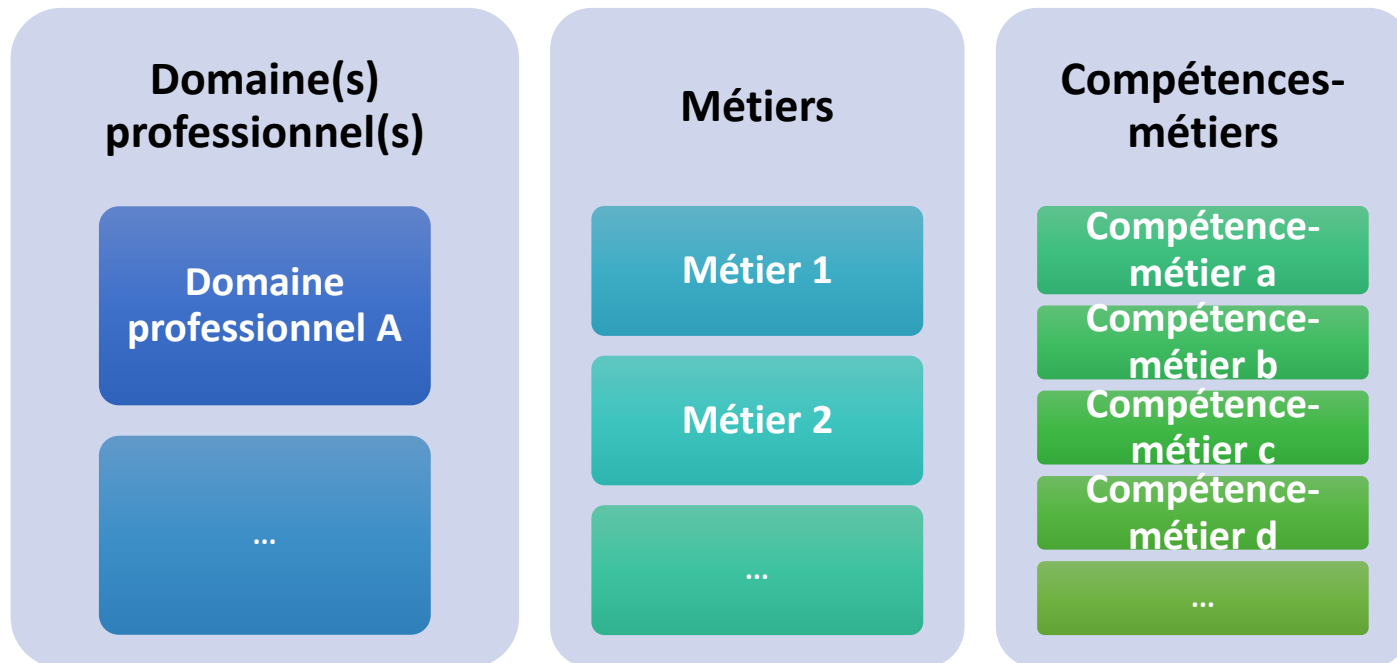 Domaine(s)
professionnel(s)
Domaine
professionnel A
...
Métiers
Métier 1
Métier 2
...
Compétences-
métiers
Compétence-
métier a
Compétence-
métier b
Compétence-
métier c
Compétence-
métier d
...